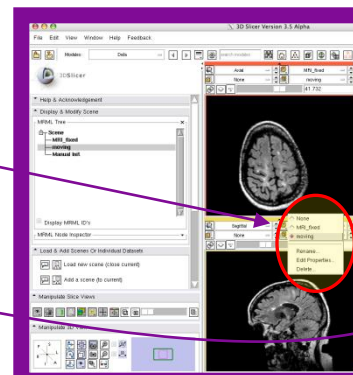 3D Slicer Version 3.5 Alpha
File Edit View Window Help Feedback
Modules: Data
3DSlicer
Help & Acknowledgement
Display & Modify Scene
MRML Tree
Scene
MRI_fixed
moving
Manual list
Display MRML ID's
MRML Node Inspector
Load & Add Scenes Or Individual Datasets
Load new scene (close current)
Add a scene (to current)
Manipulate Slice Views
Manipulate 3D
Axial
MRI_fixed
None
moving
41.732
Sagittal
None
None
MRI_fixed
moving
Rename...
Edit Properties...
Delete...